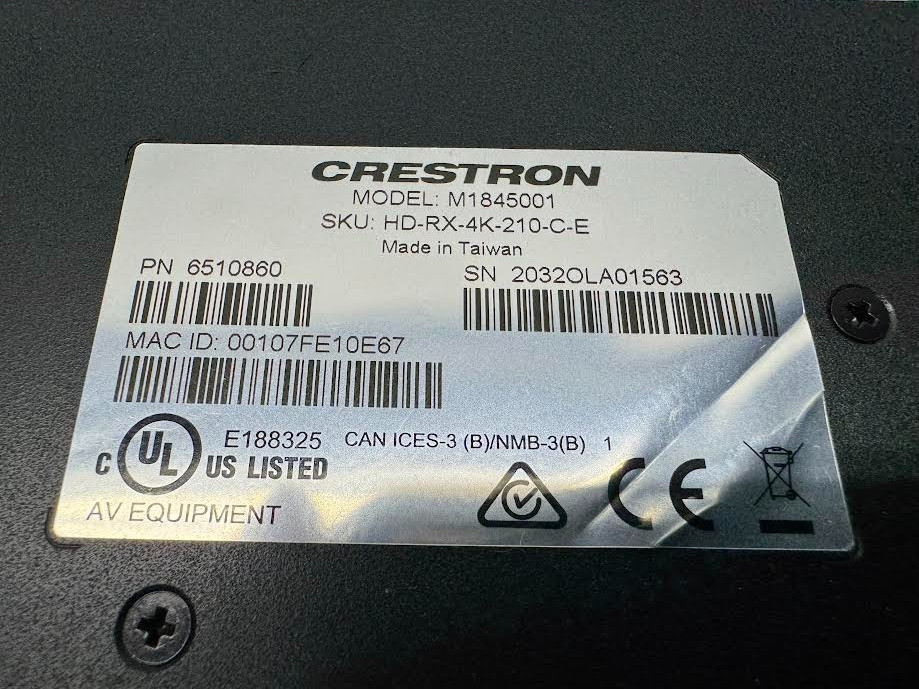 CRESTRON
MODEL: M1845001
SKU: HD-RX-4K-210-C-E
Made in Taiwan
PN 6510860
SN 2032OLA01563
MAC ID: 00107FE10E67
C UL US LISTED
E188325 CAN ICES-3 (B)/NMB-3(B) 1
AV EQUIPMENT
CE